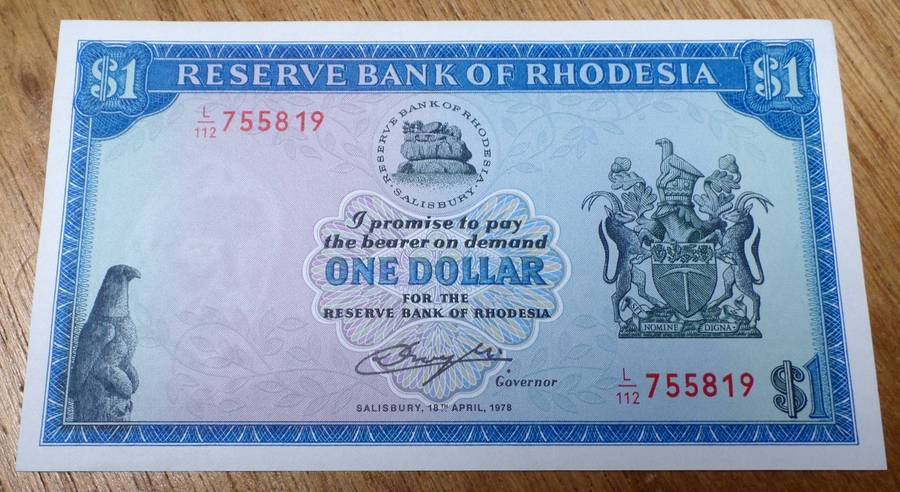 $1 RESERVE BANK OF RHODESIA $1
L/112 755819
RESERVE BANK OF RHODESIA
SALISBURY
I promise to pay
the bearer on demand
ONE DOLLAR
FOR THE
RESERVE BANK OF RHODESIA
NOMINE DIGNA
Governor
L/112 755819
$1
SALISBURY, 18TH APRIL, 1978